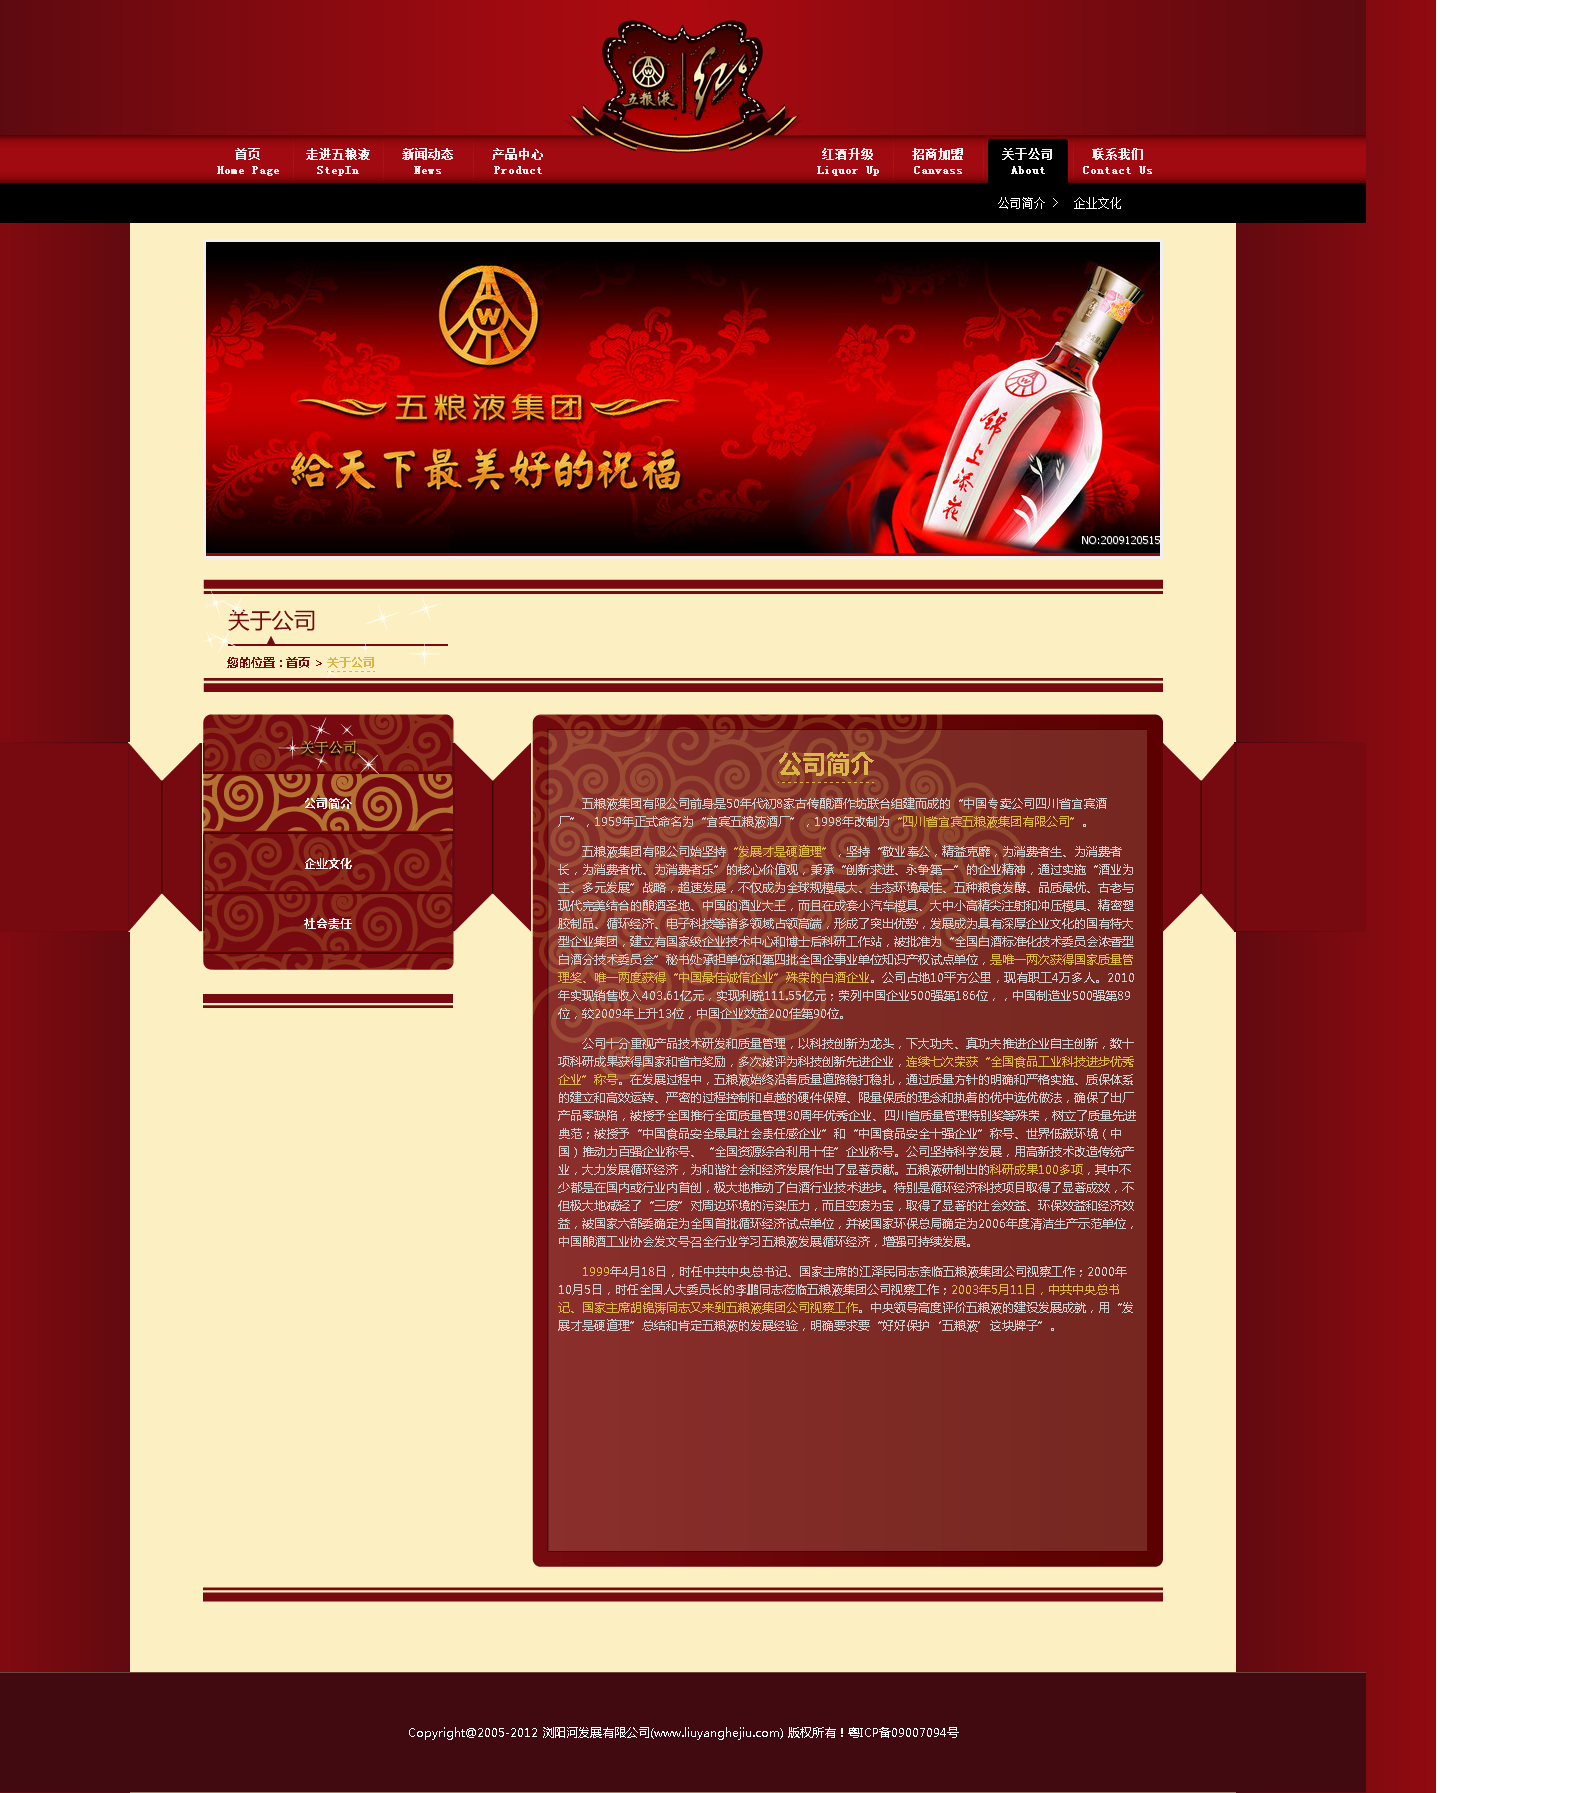 五粮液 红
首页 走进五粮液 新闻动态 产品中心 红酒升级 招商加盟 关于公司 联系我们
Home Page StepIn News Product Liquor Up Canvass About Contact Us
公司简介 > 企业文化
五粮液集团
給天下最美好的祝福
錦上添花
NO:2009120515
关于公司
您的位置：首页 > 关于公司
关于公司
公司简介
企业文化
社会责任
公司简介
五粮液集团有限公司前身是50年代初8家古传酿酒作坊联合组建而成的“中国专卖公司四川省宜宾酒
厂”，1959年正式命名为“宜宾五粮液酒厂”，1998年改制为“四川省宜宾五粮液集团有限公司”。
五粮液集团有限公司始坚持“发展才是硬道理”，坚持“敬业奉公，精益克靡，为消费者生、为消费者
长，为消费者忧、为消费者乐”的核心价值观，秉承“创新求进、永争第一”的企业精神，通过实施“酒业为
主、多元发展”战略，超速发展，不仅成为全球规模最大、生态环境最佳、五种粮食发酵、品质最优、古老与
现代完美结合的酿酒圣地、中国的酒业大王，而且在成套小汽车模具、大中小高精尖注射和冲压模具、精密塑
胶制品、循环经济、电子科技等诸多领域占领高端，形成了突出优势，发展成为具有深厚企业文化的国有特大
型企业集团，建立有国家级企业技术中心和博士后科研工作站，被批准为“全国白酒标准化技术委员会浓香型
白酒分技术委员会”秘书处承担单位和第四批全国企事业单位知识产权试点单位，是唯一两次获得国家质量管
理奖、唯一两度获得“中国最佳诚信企业”殊荣的白酒企业。公司占地10平方公里，现有职工4万多人。2010
年实现销售收入403.61亿元，实现利税111.55亿元；荣列中国企业500强第186位，，中国制造业500强第89
位，较2009年上升13位，中国企业效益200佳第90位。
公司十分重视产品技术研发和质量管理，以科技创新为龙头，下大功夫、真功夫推进企业自主创新，数十
项科研成果获得国家和省市奖励，多次被评为科技创新先进企业，连续七次荣获“全国食品工业科技进步优秀
企业”称号。在发展过程中，五粮液始终沿着质量道路稳打稳扎，通过质量方针的明确和严格实施、质保体系
的建立和高效运转、严密的过程控制和卓越的硬件保障、限量保质的理念和执着的优中选优做法，确保了出厂
产品零缺陷，被授予全国推行全面质量管理30周年优秀企业、四川省质量管理特别奖等殊荣，树立了质量先进
典范；被授予“中国食品安全最具社会责任感企业”和“中国食品安全十强企业”称号、世界低碳环境（中
国）推动力百强企业称号、“全国资源综合利用十佳”企业称号。公司坚持科学发展，用高新技术改造传统产
业，大力发展循环经济，为和谐社会和经济发展作出了显著贡献。五粮液研制出的科研成果100多项，其中不
少都是在国内或行业内首创，极大地推动了白酒行业技术进步。特别是循环经济科技项目取得了显著成效，不
但极大地减轻了“三废”对周边环境的污染压力，而且变废为宝，取得了显著的社会效益、环保效益和经济效
益，被国家六部委确定为全国首批循环经济试点单位，并被国家环保总局确定为2006年度清洁生产示范单位，
中国酿酒工业协会发文号召全行业学习五粮液发展循环经济，增强可持续发展。
1999年4月18日，时任中共中央总书记、国家主席的江泽民同志亲临五粮液集团公司视察工作；2000年
10月5日，时任全国人大委员长的李鹏同志莅临五粮液集团公司视察工作；2003年5月11日，中共中央总书
记、国家主席胡锦涛同志又来到五粮液集团公司视察工作。中央领导高度评价五粮液的建设发展成就，用“发
展才是硬道理”总结和肯定五粮液的发展经验，明确要求要“好好保护‘五粮液’这块牌子”。
Copyright@2005-2012 浏阳河发展有限公司(www.liuyanghejiu.com) 版权所有！粤ICP备09007094号